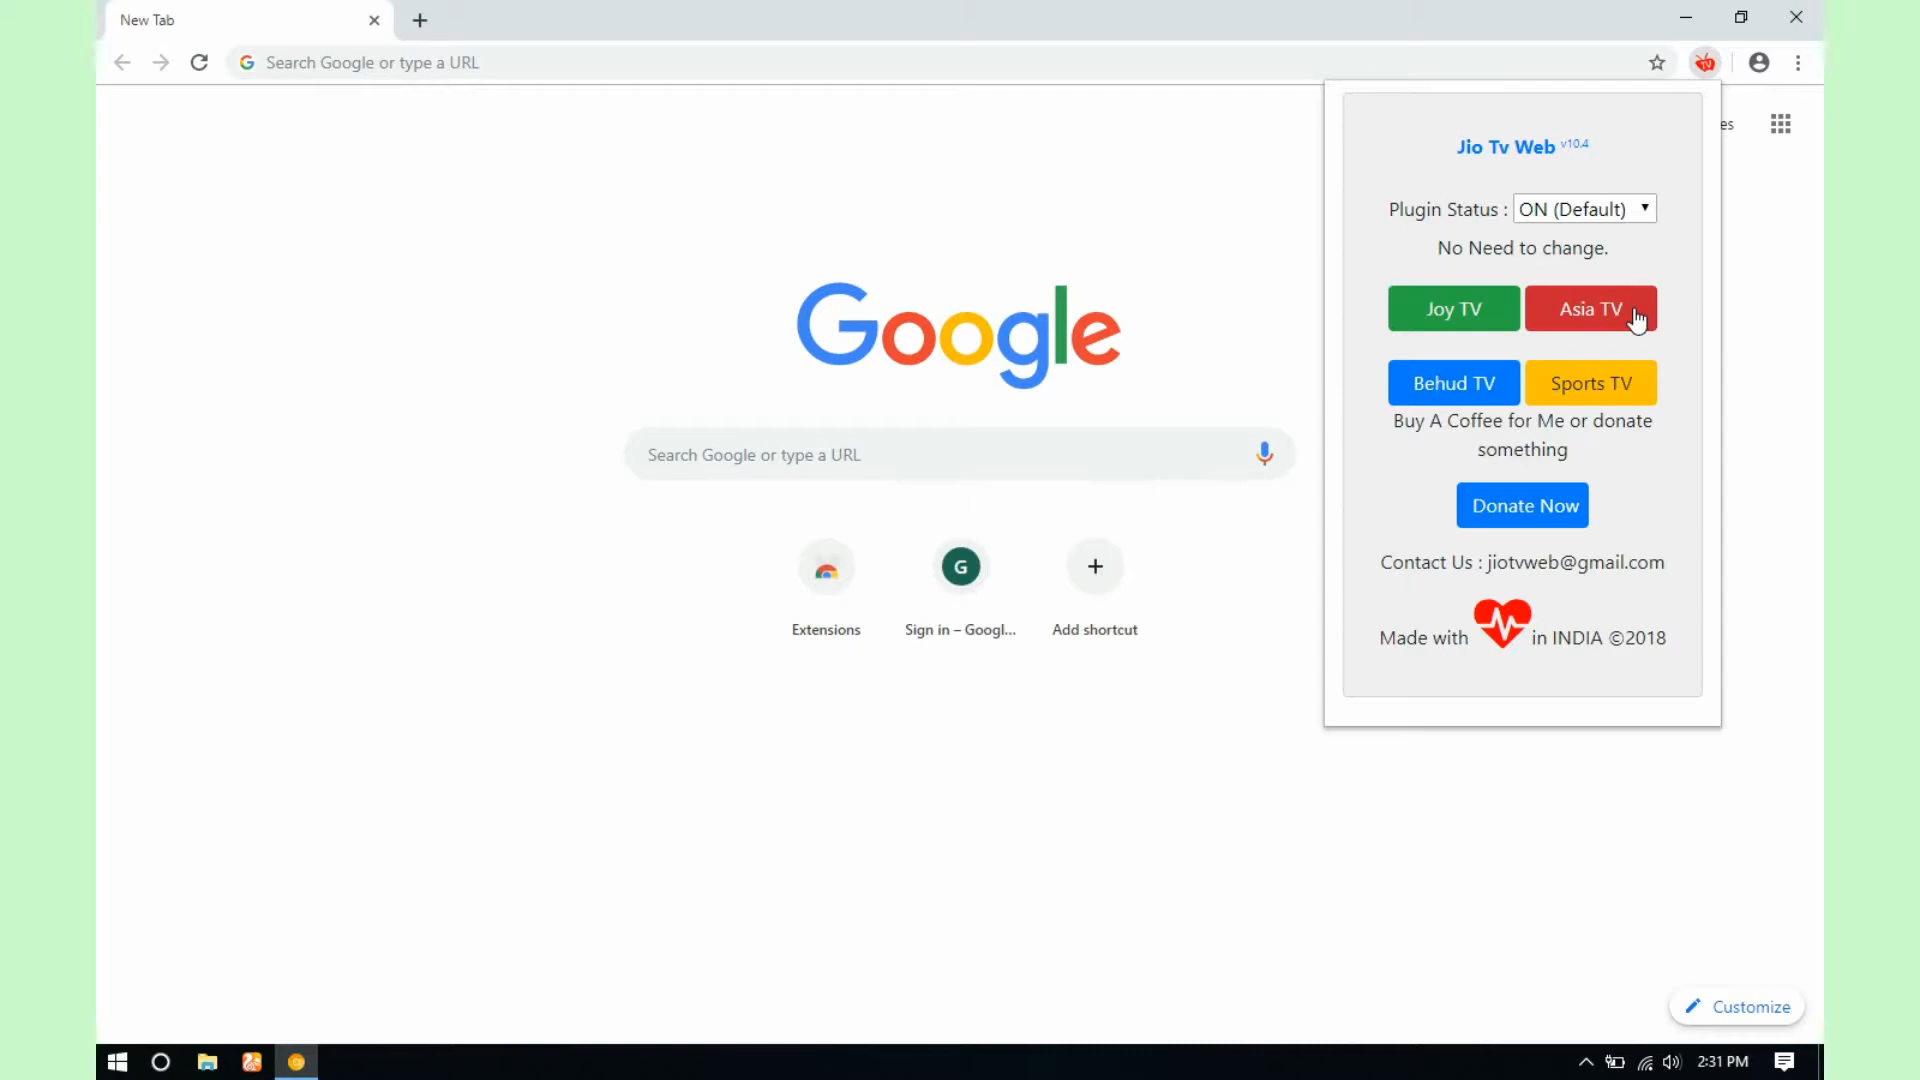 New Tab
Search Google or type a URL
es
Jio Tv Web v10.4
Plugin Status : ON (Default)
No Need to change.
Joy TV
Asia TV
Behud TV
Sports TV
Buy A Coffee for Me or donate
something
Donate Now
Contact Us : jiotvweb@gmail.com
Made with in INDIA ©2018
Google
Search Google or type a URL
G
Extensions
Sign in – Googl...
Add shortcut
Customize
2:31 PM